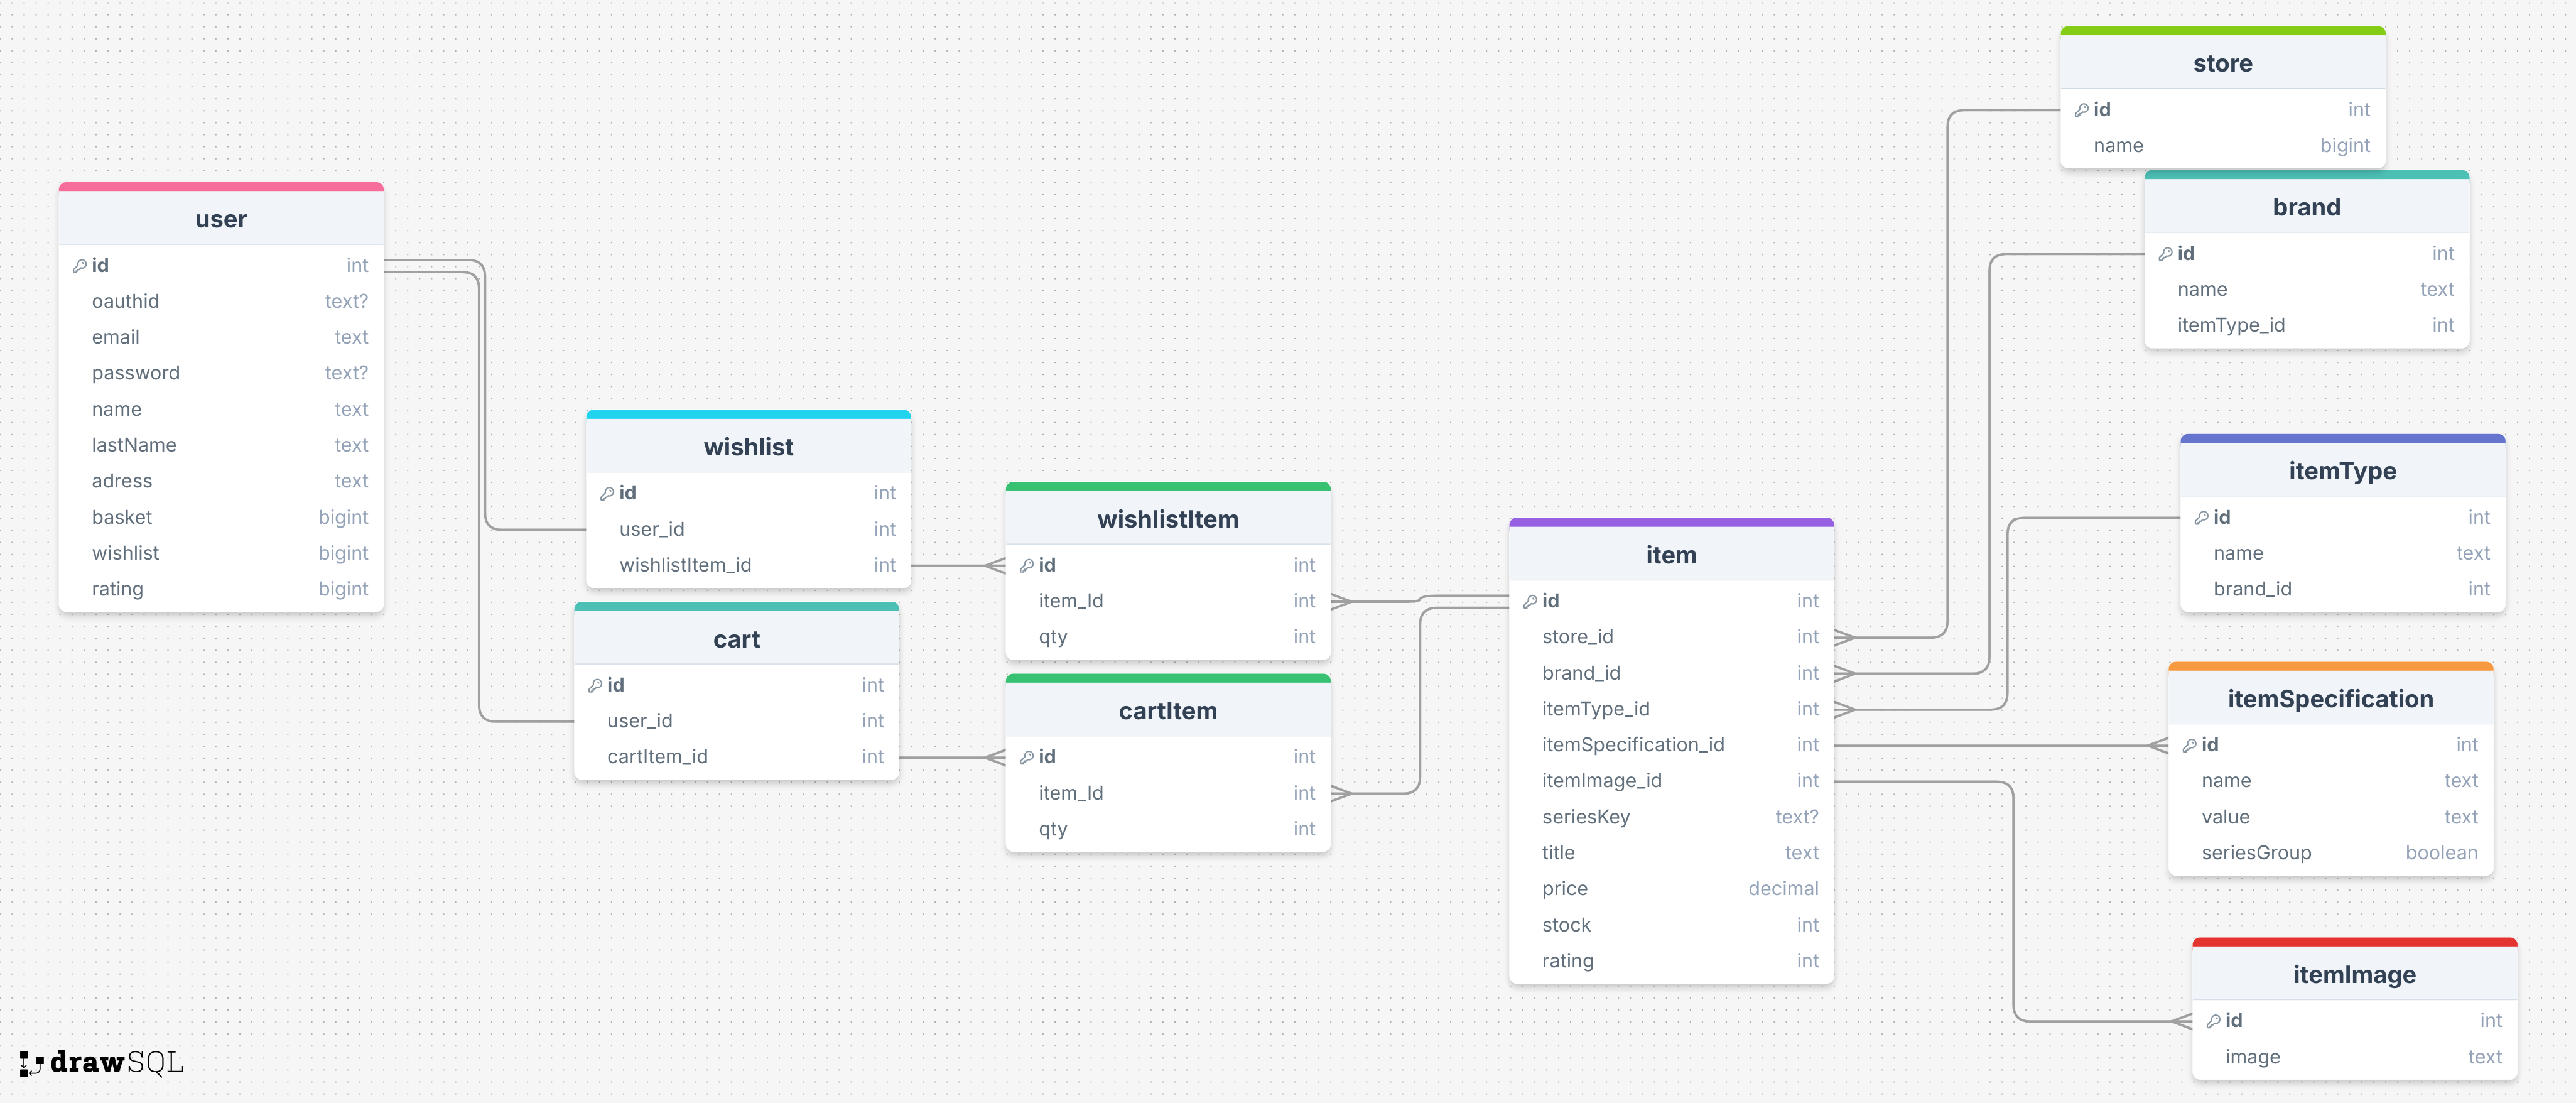 user
id int
oauthid text?
email text
password text?
name text
lastName text
adress text
basket bigint
wishlist bigint
rating bigint
wishlist
id int
user_id int
wishlistItem_id int
cart
id int
user_id int
cartItem_id int
wishlistItem
id int
item_Id int
qty int
cartItem
id int
item_Id int
qty int
item
id int
store_id int
brand_id int
itemType_id int
itemSpecification_id int
itemImage_id int
seriesKey text?
title text
price decimal
stock int
rating int
store
id int
name bigint
brand
id int
name text
itemType_id int
itemType
id int
name text
brand_id int
itemSpecification
id int
name text
value text
seriesGroup boolean
itemImage
id int
image text
drawSQL